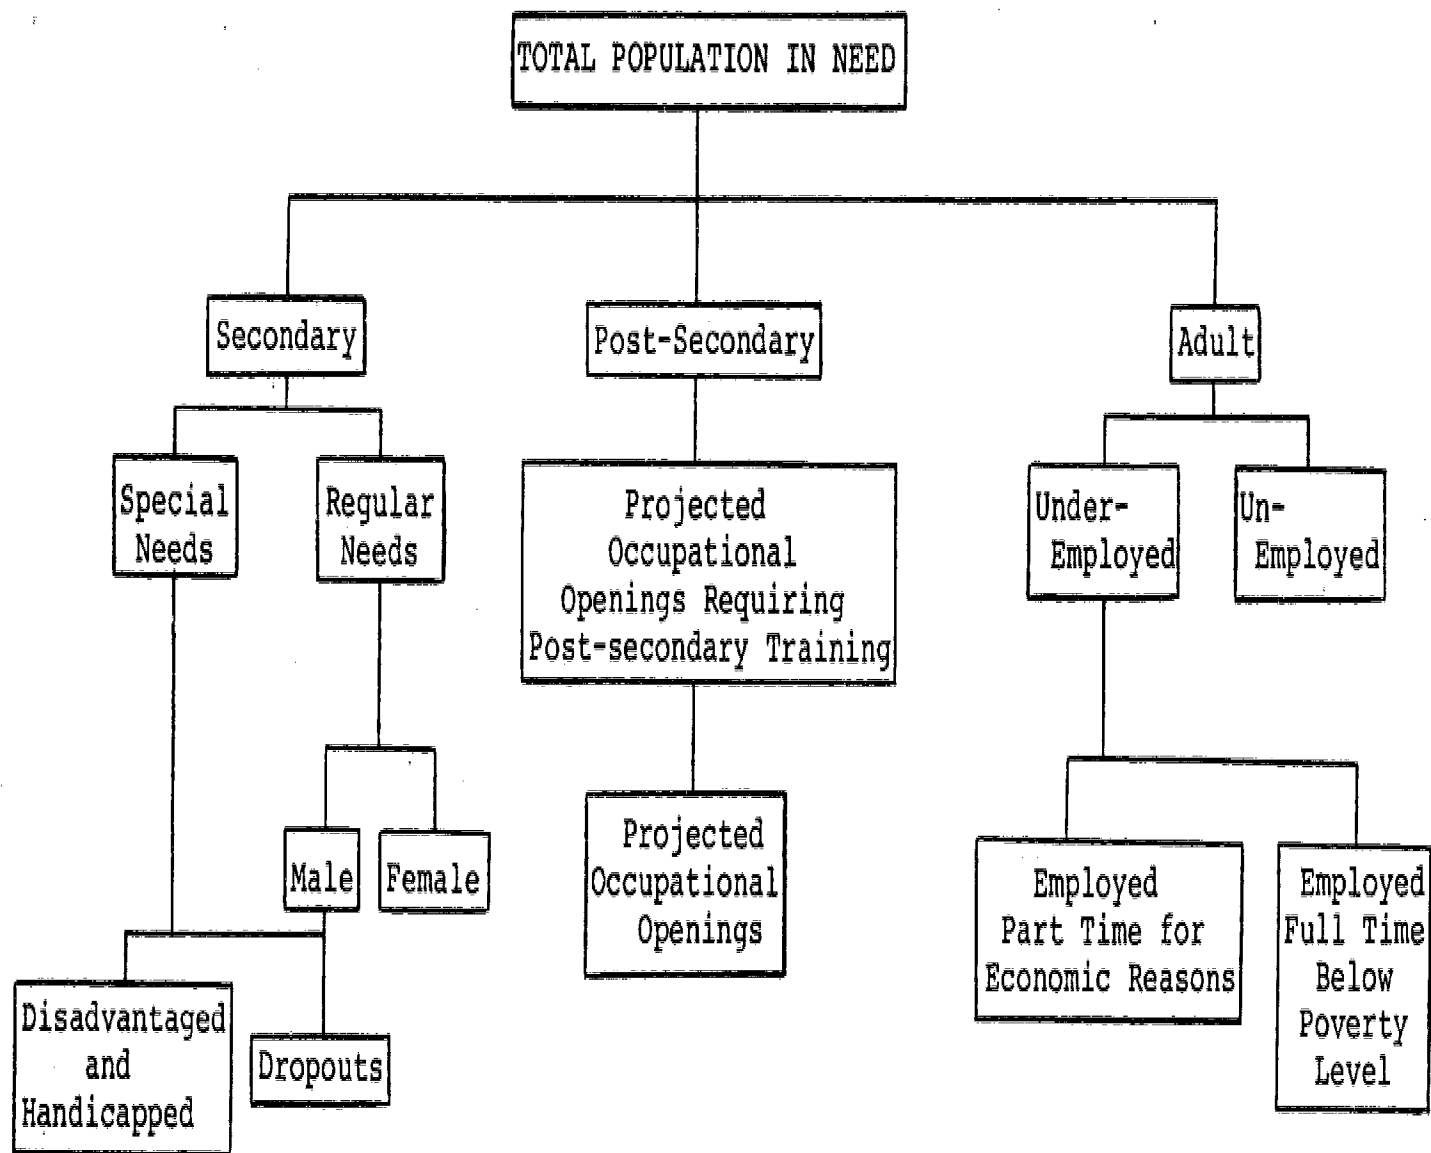 TOTAL POPULATION IN NEED
Secondary
Post-Secondary
Adult
Special
Needs
Regular
Needs
Projected
Occupational
Openings Requiring
Post-secondary Training
Under-
Employed
Un-
Employed
Male
Female
Projected
Occupational
Openings
Employed
Part Time for
Economic Reasons
Employed
Full Time
Below
Poverty
Level
Disadvantaged
and
Handicapped
Dropouts